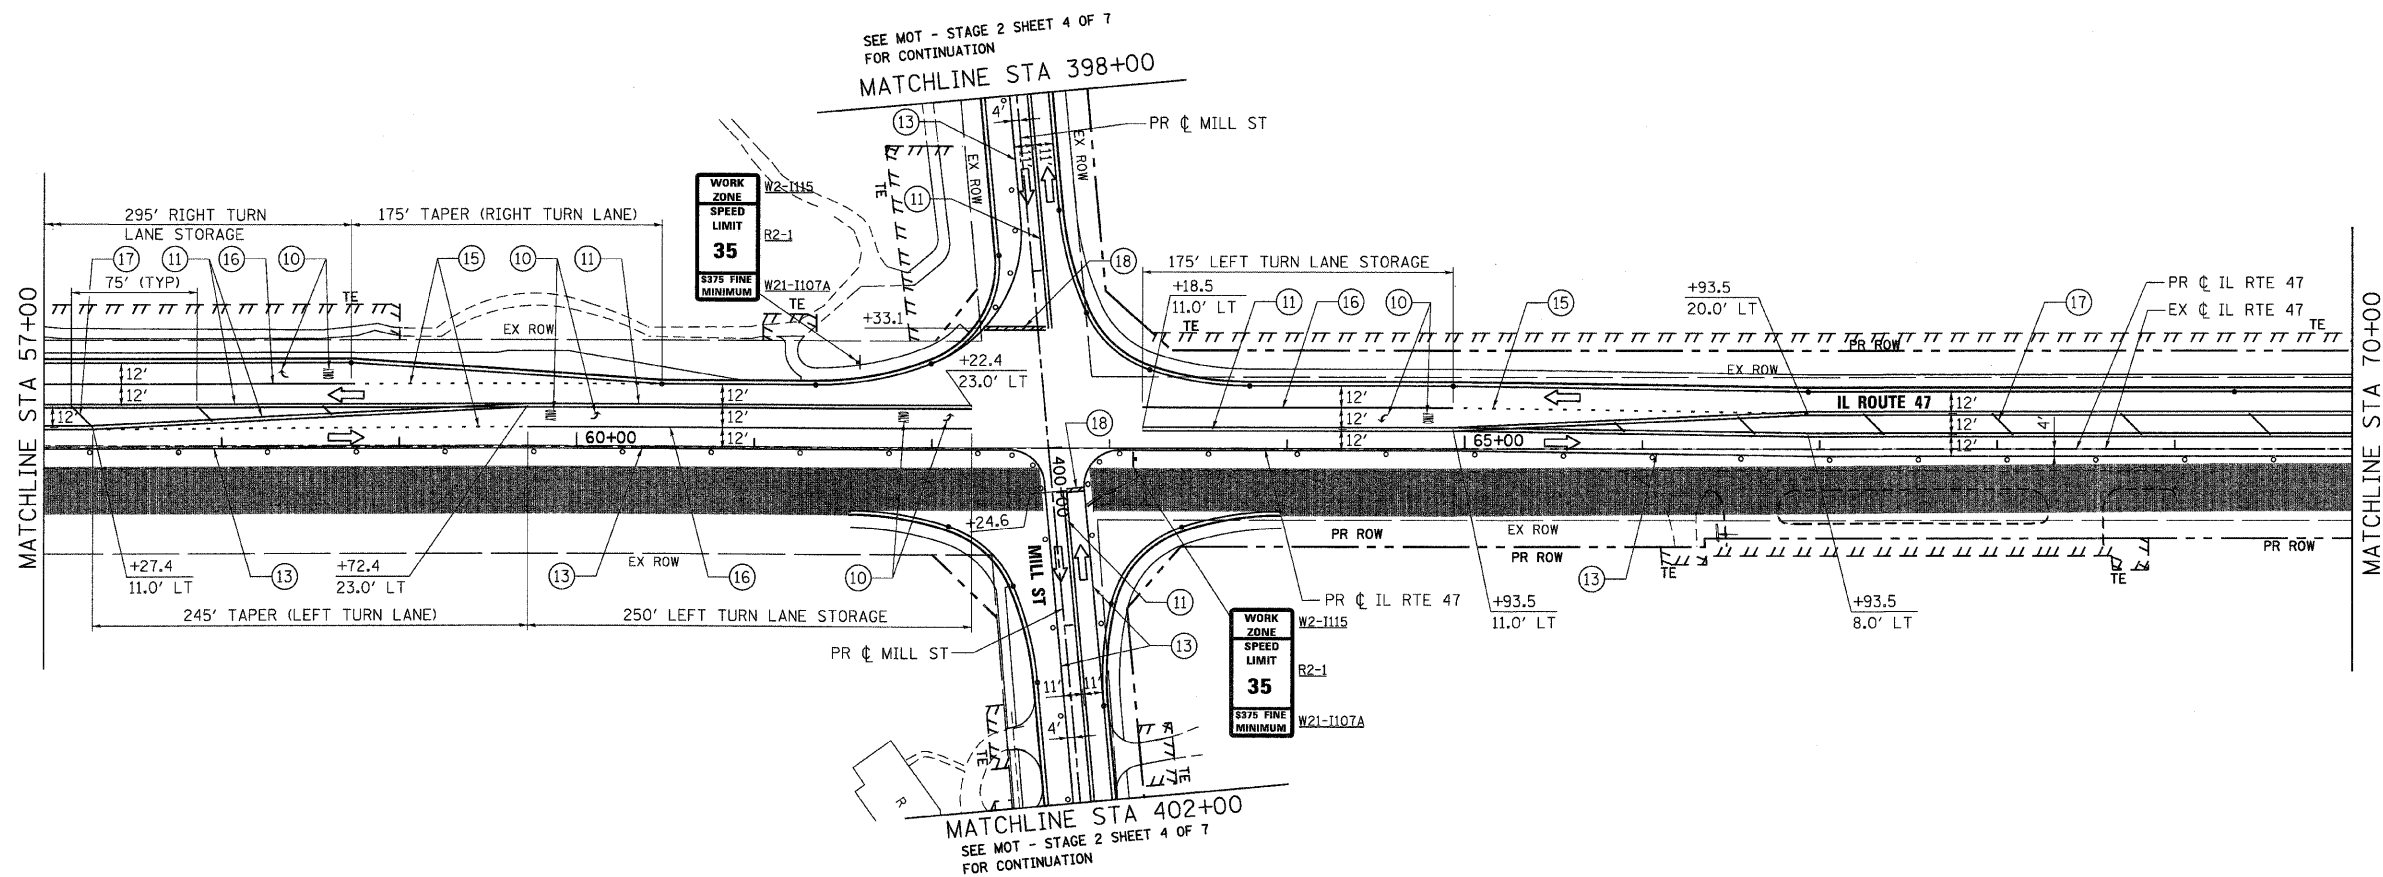 SEE MOT - STAGE 2 SHEET 4 OF 7
FOR CONTINUATION
MATCHLINE STA 398+00
13
4'
PR ℄ MILL ST
EX ROW
EX ROW
11'
11'
TE
11
18
WORK
ZONE
SPEED
LIMIT
35
$375 FINE
MINIMUM
W2-I115
R2-1
W21-I107A
TE
295' RIGHT TURN
LANE STORAGE
175' TAPER (RIGHT TURN LANE)
17
11
16
10
15
10
11
75' (TYP)
TE
EX ROW
+33.1
+22.4
23.0' LT
175' LEFT TURN LANE STORAGE
+18.5
11.0' LT
11
16
10
15
+93.5
20.0' LT
17
PR ℄ IL RTE 47
EX ℄ IL RTE 47
TE
TE
PR ROW
EX ROW
MATCHLINE STA 57+00
MATCHLINE STA 70+00
12'
12'
12'
12'
12'
12'
60+00
12'
12'
12'
65+00
IL ROUTE 47
12'
12'
12'
4'
18
400+00
+24.6
MILL ST
EX ROW
PR ROW
EX ROW
PR ROW
PR ROW
TE
TE
+27.4
11.0' LT
13
+72.4
23.0' LT
13
16
10
11
13
13
+93.5
11.0' LT
+93.5
8.0' LT
245' TAPER (LEFT TURN LANE)
250' LEFT TURN LANE STORAGE
PR ℄ MILL ST
PR ℄ IL RTE 47
WORK
ZONE
SPEED
LIMIT
35
$375 FINE
MINIMUM
W2-I115
R2-1
W21-I107A
11'
11'
4'
TE
TE
R
MATCHLINE STA 402+00
SEE MOT - STAGE 2 SHEET 4 OF 7
FOR CONTINUATION